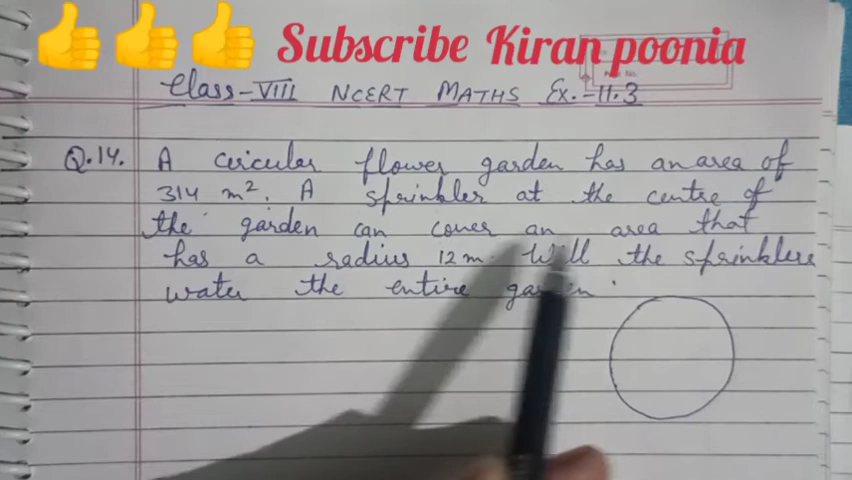 Subscribe Kiran poonia
Class-VIII NCERT MATHS Ex.-11.3
Q.14. A circular flower garden has an area of
314 m². A sprinkler at the centre of
the garden can cover an area that
has a radius 12 m. Will the sprinklers
water the entire garden.